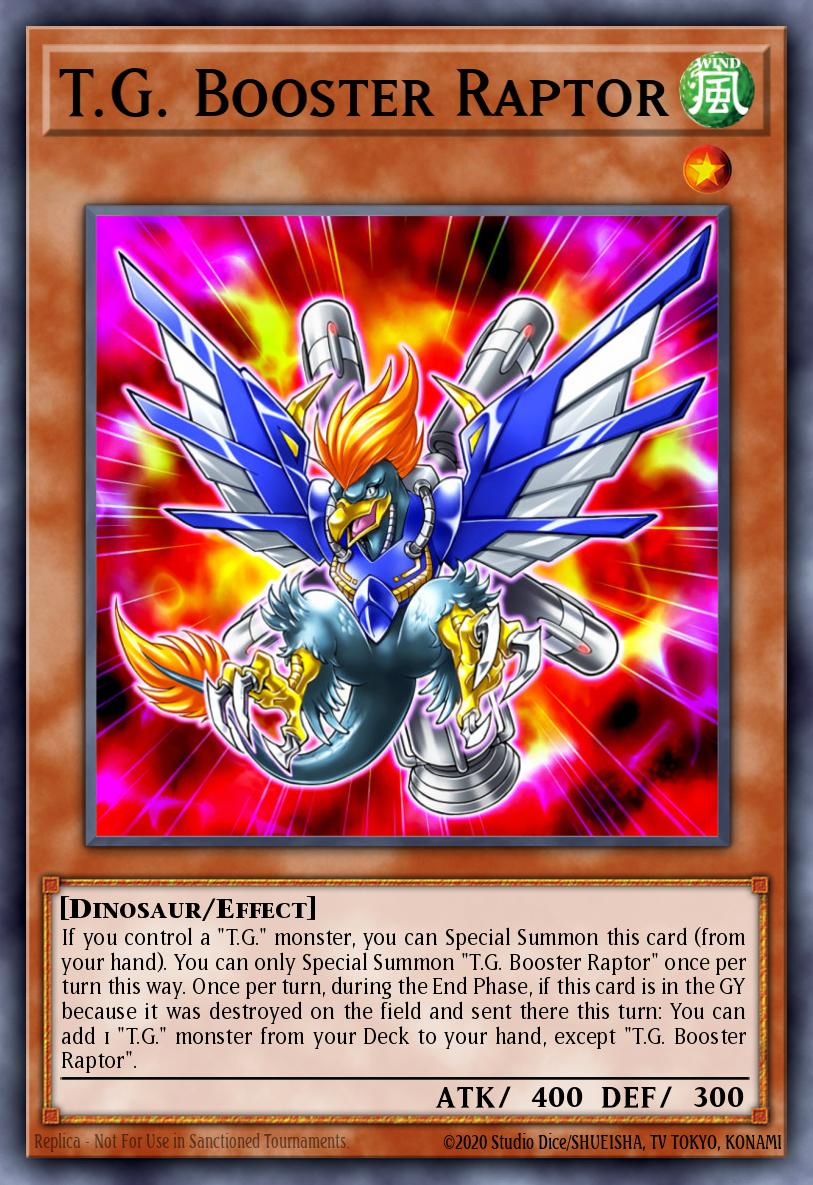 T.G. Booster Raptor
WIND
風
[Dinosaur/Effect]
If you control a "T.G." monster, you can Special Summon this card (from
your hand). You can only Special Summon "T.G. Booster Raptor" once per
turn this way. Once per turn, during the End Phase, if this card is in the GY
because it was destroyed on the field and sent there this turn: You can
add 1 "T.G." monster from your Deck to your hand, except "T.G. Booster
Raptor".
ATK/ 400 DEF/ 300
Replica - Not For Use in Sanctioned Tournaments.
©2020 Studio Dice/SHUEISHA, TV TOKYO, KONAMI